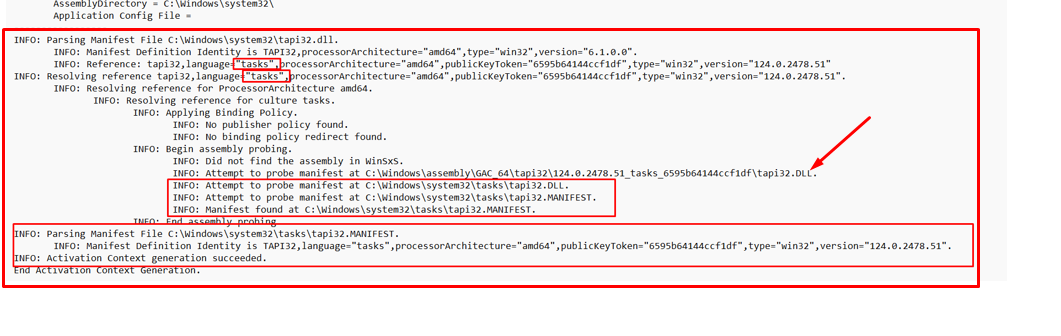 AssemblyDirectory = C:\Windows\system32\
Application Config File =
INFO: Parsing Manifest File C:\Windows\system32\tapi32.dll.
INFO: Manifest Definition Identity is TAPI32,processorArchitecture="amd64",type="win32",version="6.1.0.0".
INFO: Reference: tapi32,language="tasks",processorArchitecture="amd64",publicKeyToken="6595b64144ccf1df",type="win32",version="124.0.2478.51"
INFO: Resolving reference tapi32,language="tasks",processorArchitecture="amd64",publicKeyToken="6595b64144ccf1df",type="win32",version="124.0.2478.51".
INFO: Resolving reference for ProcessorArchitecture amd64.
INFO: Resolving reference for culture tasks.
INFO: Applying Binding Policy.
INFO: No publisher policy found.
INFO: No binding policy redirect found.
INFO: Begin assembly probing.
INFO: Did not find the assembly in WinSxS.
INFO: Attempt to probe manifest at C:\Windows\assembly\GAC_64\tapi32\124.0.2478.51_tasks_6595b64144ccf1df\tapi32.DLL.
INFO: Attempt to probe manifest at C:\Windows\system32\tasks\tapi32.DLL.
INFO: Attempt to probe manifest at C:\Windows\system32\tasks\tapi32.MANIFEST.
INFO: Manifest found at C:\Windows\system32\tasks\tapi32.MANIFEST.
INFO: End assembly probing
INFO: Parsing Manifest File C:\Windows\system32\tasks\tapi32.MANIFEST.
INFO: Manifest Definition Identity is TAPI32,language="tasks",processorArchitecture="amd64",publicKeyToken="6595b64144ccf1df",type="win32",version="124.0.2478.51".
INFO: Activation Context generation succeeded.
End Activation Context Generation.